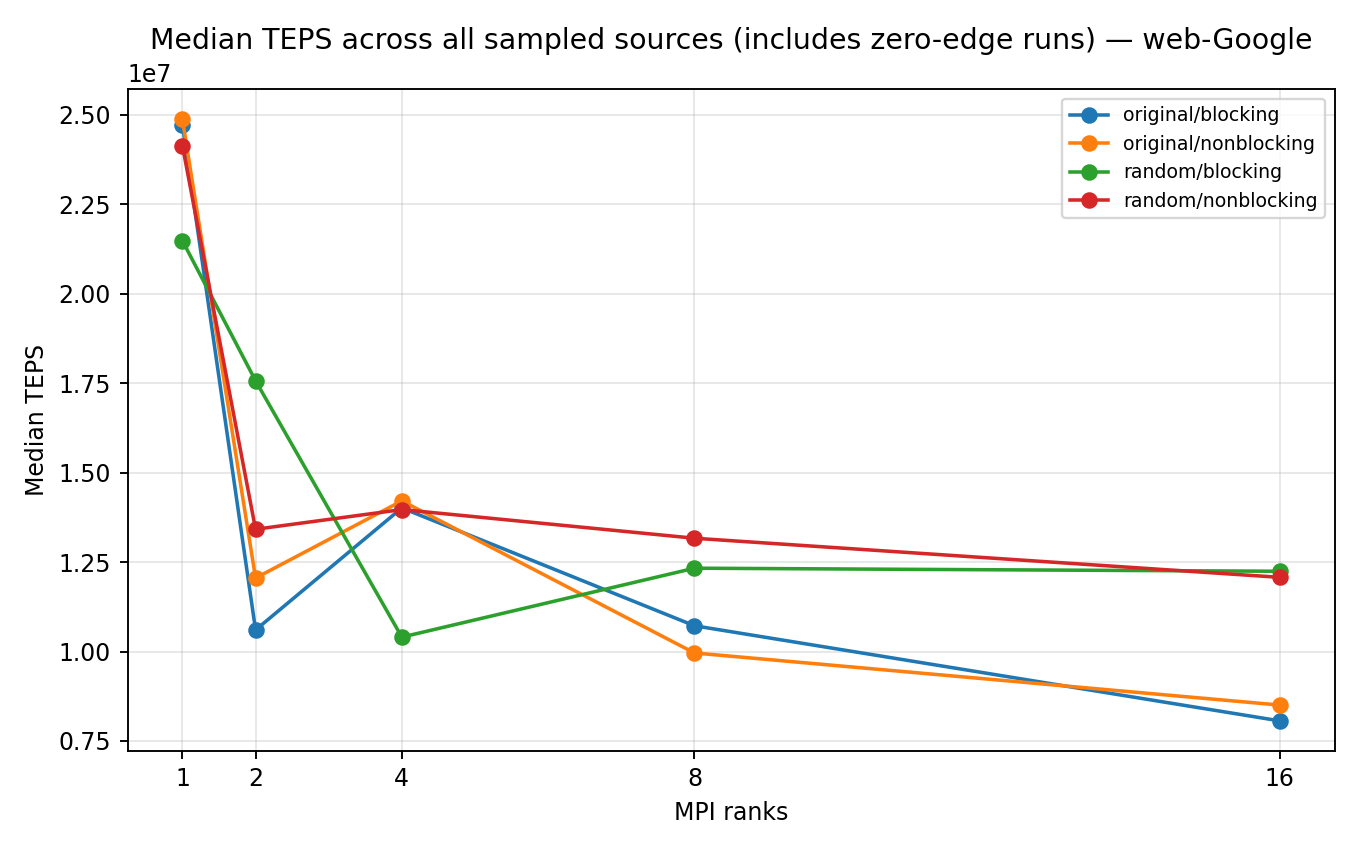 Median TEPS across all sampled sources (includes zero-edge runs) — web-Google
1e7
2.50
2.25
2.00
1.75
1.50
1.25
1.00
0.75
Median TEPS
original/blocking
original/nonblocking
random/blocking
random/nonblocking
1 2 4 8 16
MPI ranks